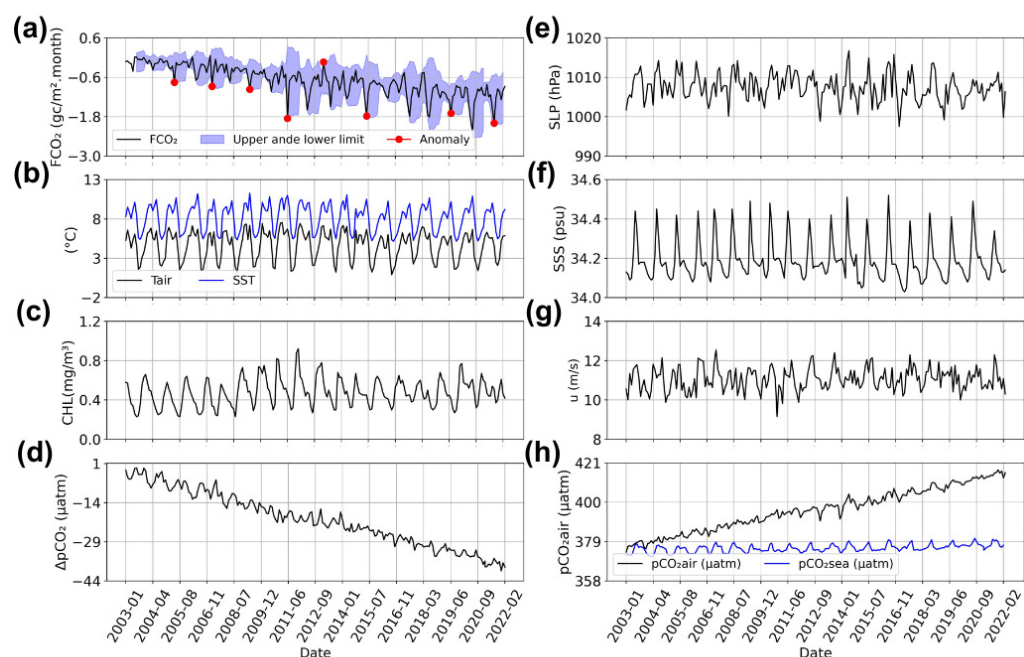 (a)
0.6
−0.6
−1.8
−3.0
FCO₂ (gc/m².month)
FCO₂
Upper ande lower limit
Anomaly
(b)
13
8
3
−2
(°C)
Tair
SST
(c)
1.2
0.8
0.4
0.0
CHL(mg/m³)
(d)
1
−14
−29
−44
ΔpCO₂ (μatm)
2003-01
2004-04
2005-08
2006-11
2008-07
2009-12
2011-06
2012-09
2014-01
2015-07
2016-11
2018-03
2019-06
2020-09
2022-02
Date
(e)
1020
1010
1000
990
SLP (hPa)
(f)
34.6
34.4
34.2
34.0
SSS (psu)
(g)
14
12
10
8
u (m/s)
(h)
421
400
379
358
pCO₂air (μatm)
pCO₂air (μatm)
pCO₂sea (μatm)
2003-01
2004-04
2005-08
2006-11
2008-07
2009-12
2011-06
2012-09
2014-01
2015-07
2016-11
2018-03
2019-06
2020-09
2022-02
Date